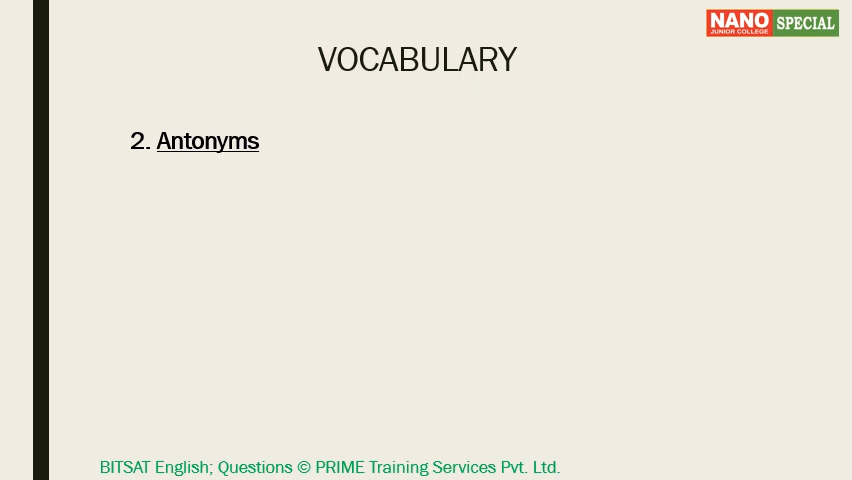 NANO SPECIAL
JUNIOR COLLEGE
VOCABULARY
2. Antonyms
BITSAT English; Questions © PRIME Training Services Pvt. Ltd.